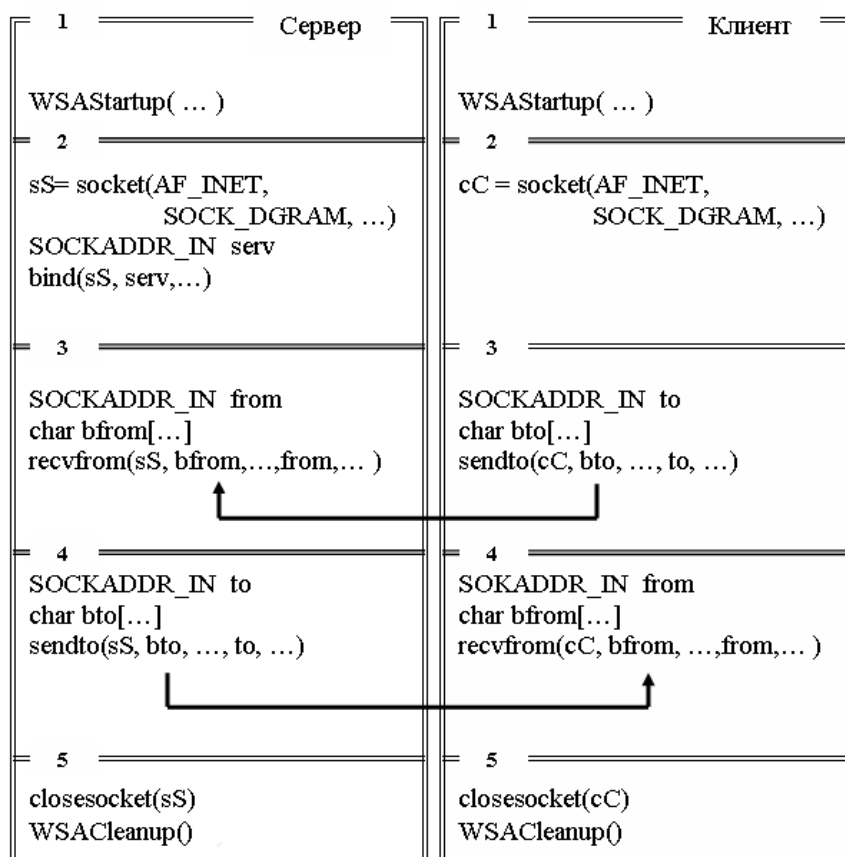 1 Сервер
WSAStartup( … )
2
sS= socket(AF_INET,
SOCK_DGRAM, …)
SOCKADDR_IN serv
bind(sS, serv,…)
3
SOCKADDR_IN from
char bfrom[…]
recvfrom(sS, bfrom,…,from,… )
4
SOCKADDR_IN to
char bto[…]
sendto(sS, bto, …, to, …)
5
closesocket(sS)
WSACleanup()
1 Клиент
WSAStartup( … )
2
cC = socket(AF_INET,
SOCK_DGRAM, …)
3
SOCKADDR_IN to
char bto[…]
sendto(cC, bto, …, to, …)
4
SOKADDR_IN from
char bfrom[…]
recvfrom(cC, bfrom, …,from,… )
5
closesocket(cC)
WSACleanup()